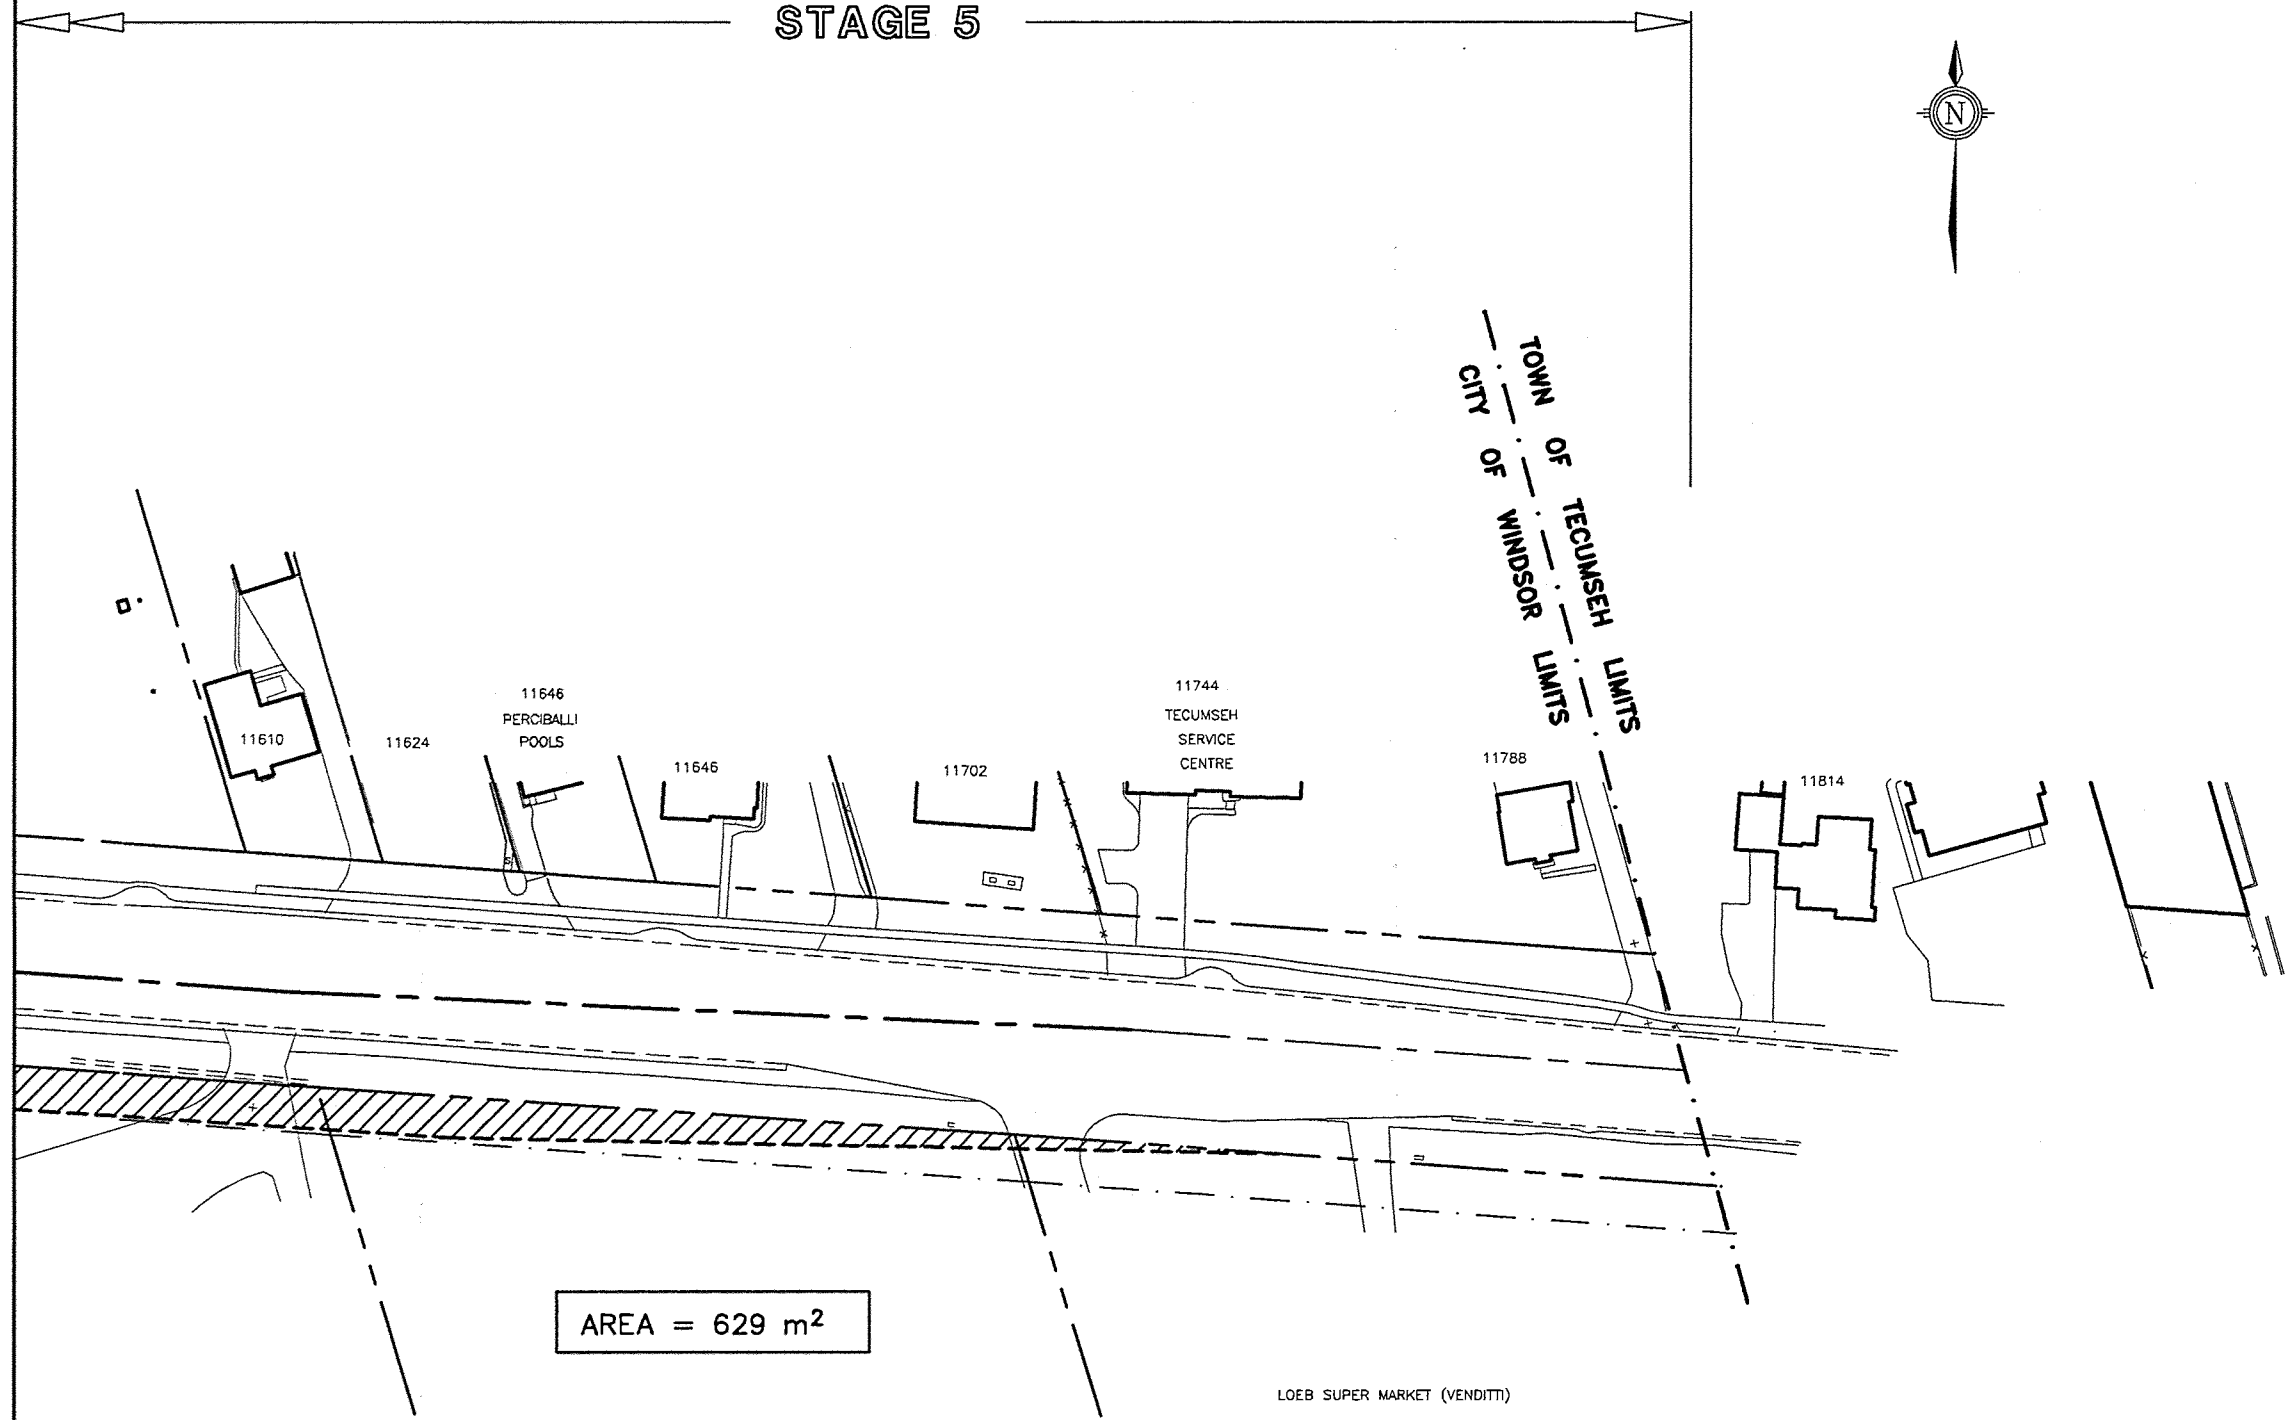 STAGE 5
N
TOWN OF TECUMSEH LIMITS
CITY OF WINDSOR LIMITS
11610
11624
11646
PERCIBALLI
POOLS
11646
11702
11744
TECUMSEH
SERVICE
CENTRE
11788
11814
S
AREA = 629 m²
LOEB SUPER MARKET (VENDITTI)